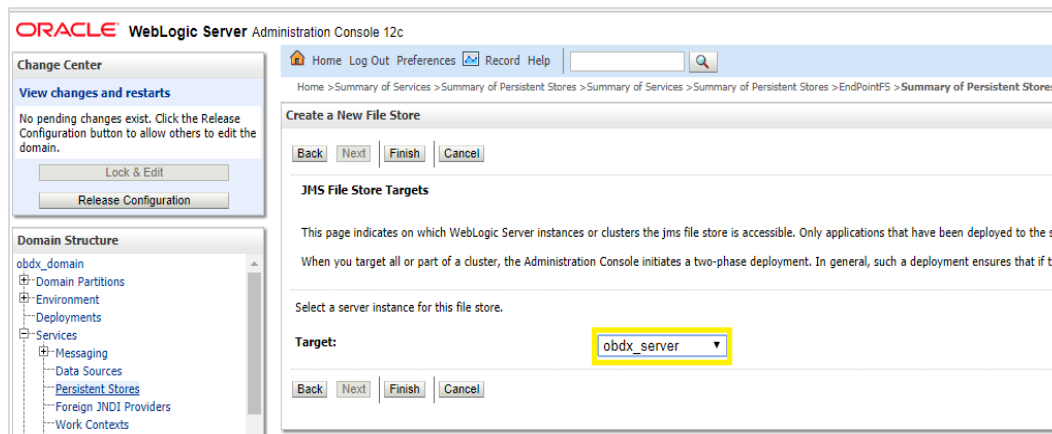 ORACLE WebLogic Server Administration Console 12c
Change Center
View changes and restarts
No pending changes exist. Click the Release
Configuration button to allow others to edit the
domain.
Lock & Edit
Release Configuration
Domain Structure
obdx_domain
Domain Partitions
Environment
Deployments
Services
Messaging
Data Sources
Persistent Stores
Foreign JNDI Providers
Work Contexts
Home Log Out Preferences Record Help
Home >Summary of Services >Summary of Persistent Stores >Summary of Services >Summary of Persistent Stores >EndPointFS >Summary of Persistent Stores
Create a New File Store
Back Next Finish Cancel
JMS File Store Targets
This page indicates on which WebLogic Server instances or clusters the jms file store is accessible. Only applications that have been deployed to the s
When you target all or part of a cluster, the Administration Console initiates a two-phase deployment. In general, such a deployment ensures that if t
Select a server instance for this file store.
Target: obdx_server
Back Next Finish Cancel